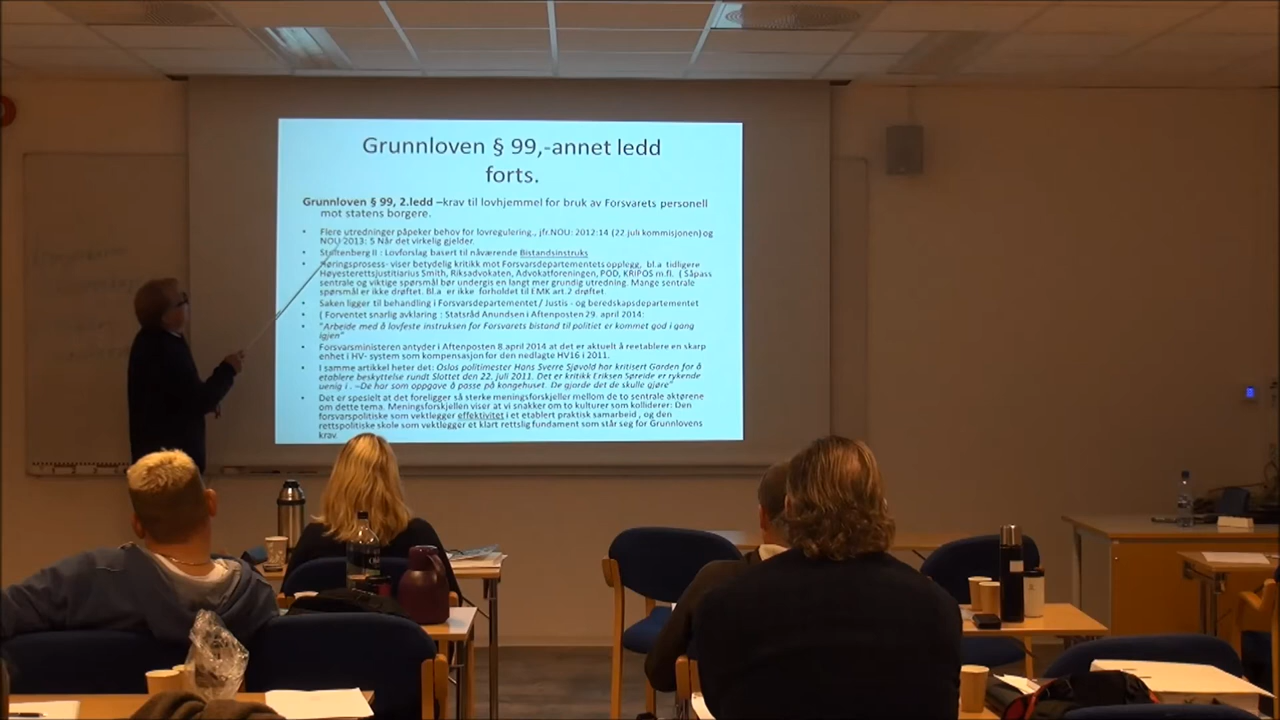 Grunnloven § 99,-annet ledd
forts.
Grunnloven § 99, 2.ledd –krav til lovhjemmel for bruk av Forsvarets personell
mot statens borgere.
• Flere utredninger påpeker behov for lovregulering., jfr.NOU: 2012:14 (22 juli kommisjonen) og
NOU 2013: 5 Når det virkelig gjelder.
• Stoltenberg II : Lovforslag basert til nåværende Bistandsinstruks
• Høringsprosess- viser betydelig kritikk mot Forsvarsdepartementets opplegg, bl.a tidligere
Høyesterettsjustitiarius Smith, Riksadvokaten, Advokatforeningen, POD, KRIPOS m.fl. ( Såpass
sentrale og viktige spørsmål bør undergis en langt mer grundig utredning. Mange sentrale
spørsmål er ikke drøftet. Bl.a er ikke forholdet til EMK art.2 drøftet.
• Saken ligger til behandling i Forsvarsdepartementet / Justis - og beredskapsdepartementet
• ( Forventet snarlig avklaring : Statsråd Anundsen i Aftenposten 29. april 2014:
• "Arbeide med å lovfeste instruksen for Forsvarets bistand til politiet er kommet god i gang
igjen"
• Forsvarsministeren antyder i Aftenposten 8.april 2014 at det er aktuelt å reetablere en skarp
enhet i HV- system som kompensasjon for den nedlagte HV16 i 2011.
• I samme artikkel heter det: Oslos politimester Hans Sverre Sjøvold har kritisert Garden for å
etablere beskyttelse rundt Slottet den 22. juli 2011. Det er kritikk Eriksen Søreide er rykende
uenig i . –De har som oppgave å passe på kongehuset. De gjorde det de skulle gjøre"
• Det er spesielt at det foreligger så sterke meningsforskjeller mellom de to sentrale aktørene
om dette tema. Meningsforskjellen viser at vi snakker om to kulturer som kolliderer: Den
forsvarspolitiske som vektlegger effektivitet i et etablert praktisk samarbeid , og den
rettspolitiske skole som vektlegger et klart rettslig fundament som står seg for Grunnlovens
krav.